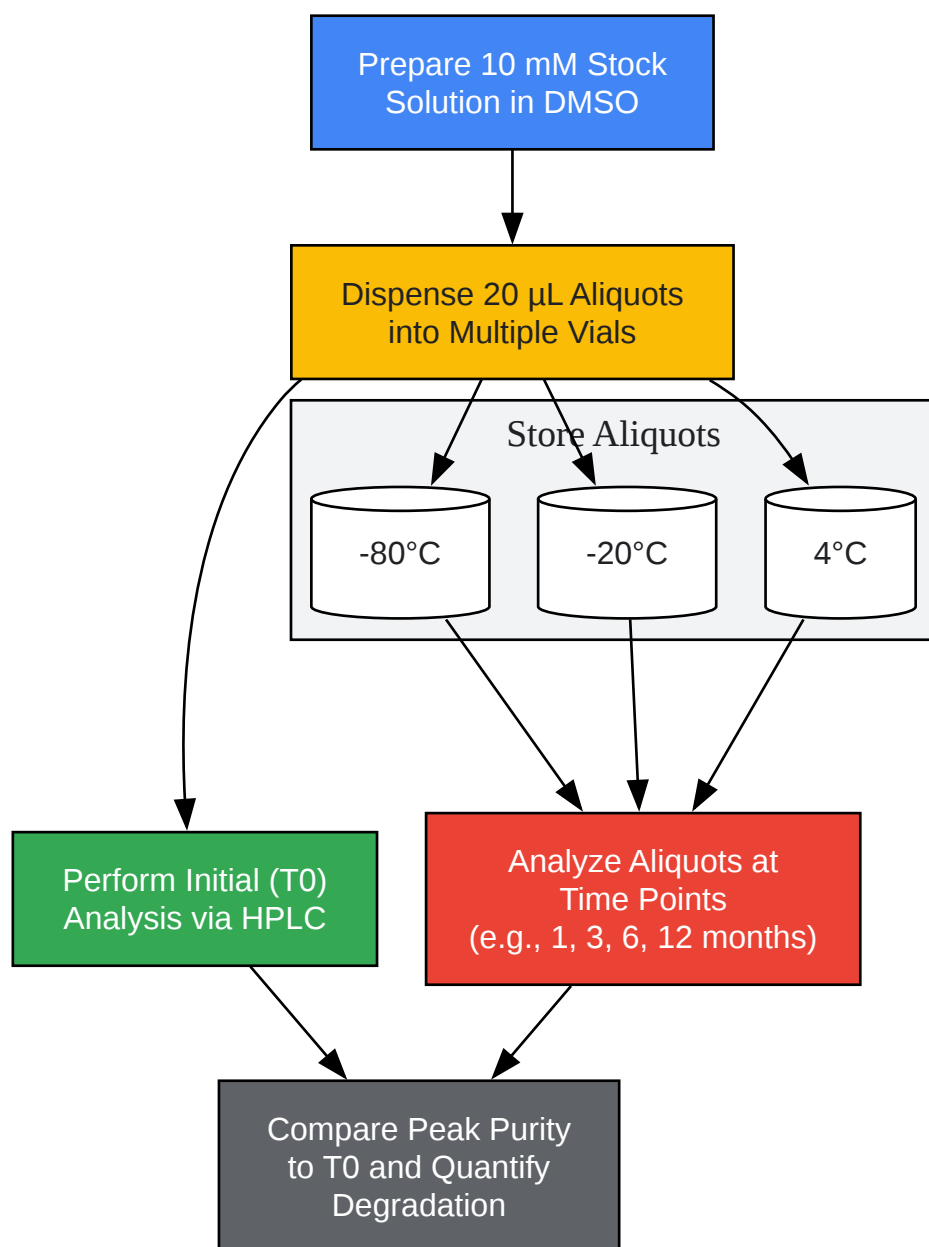 Prepare 10 mM Stock
Solution in DMSO
Dispense 20 µL Aliquots
into Multiple Vials
Store Aliquots
-80°C
-20°C
4°C
Perform Initial (T0)
Analysis via HPLC
Analyze Aliquots at
Time Points
(e.g., 1, 3, 6, 12 months)
Compare Peak Purity
to T0 and Quantify
Degradation